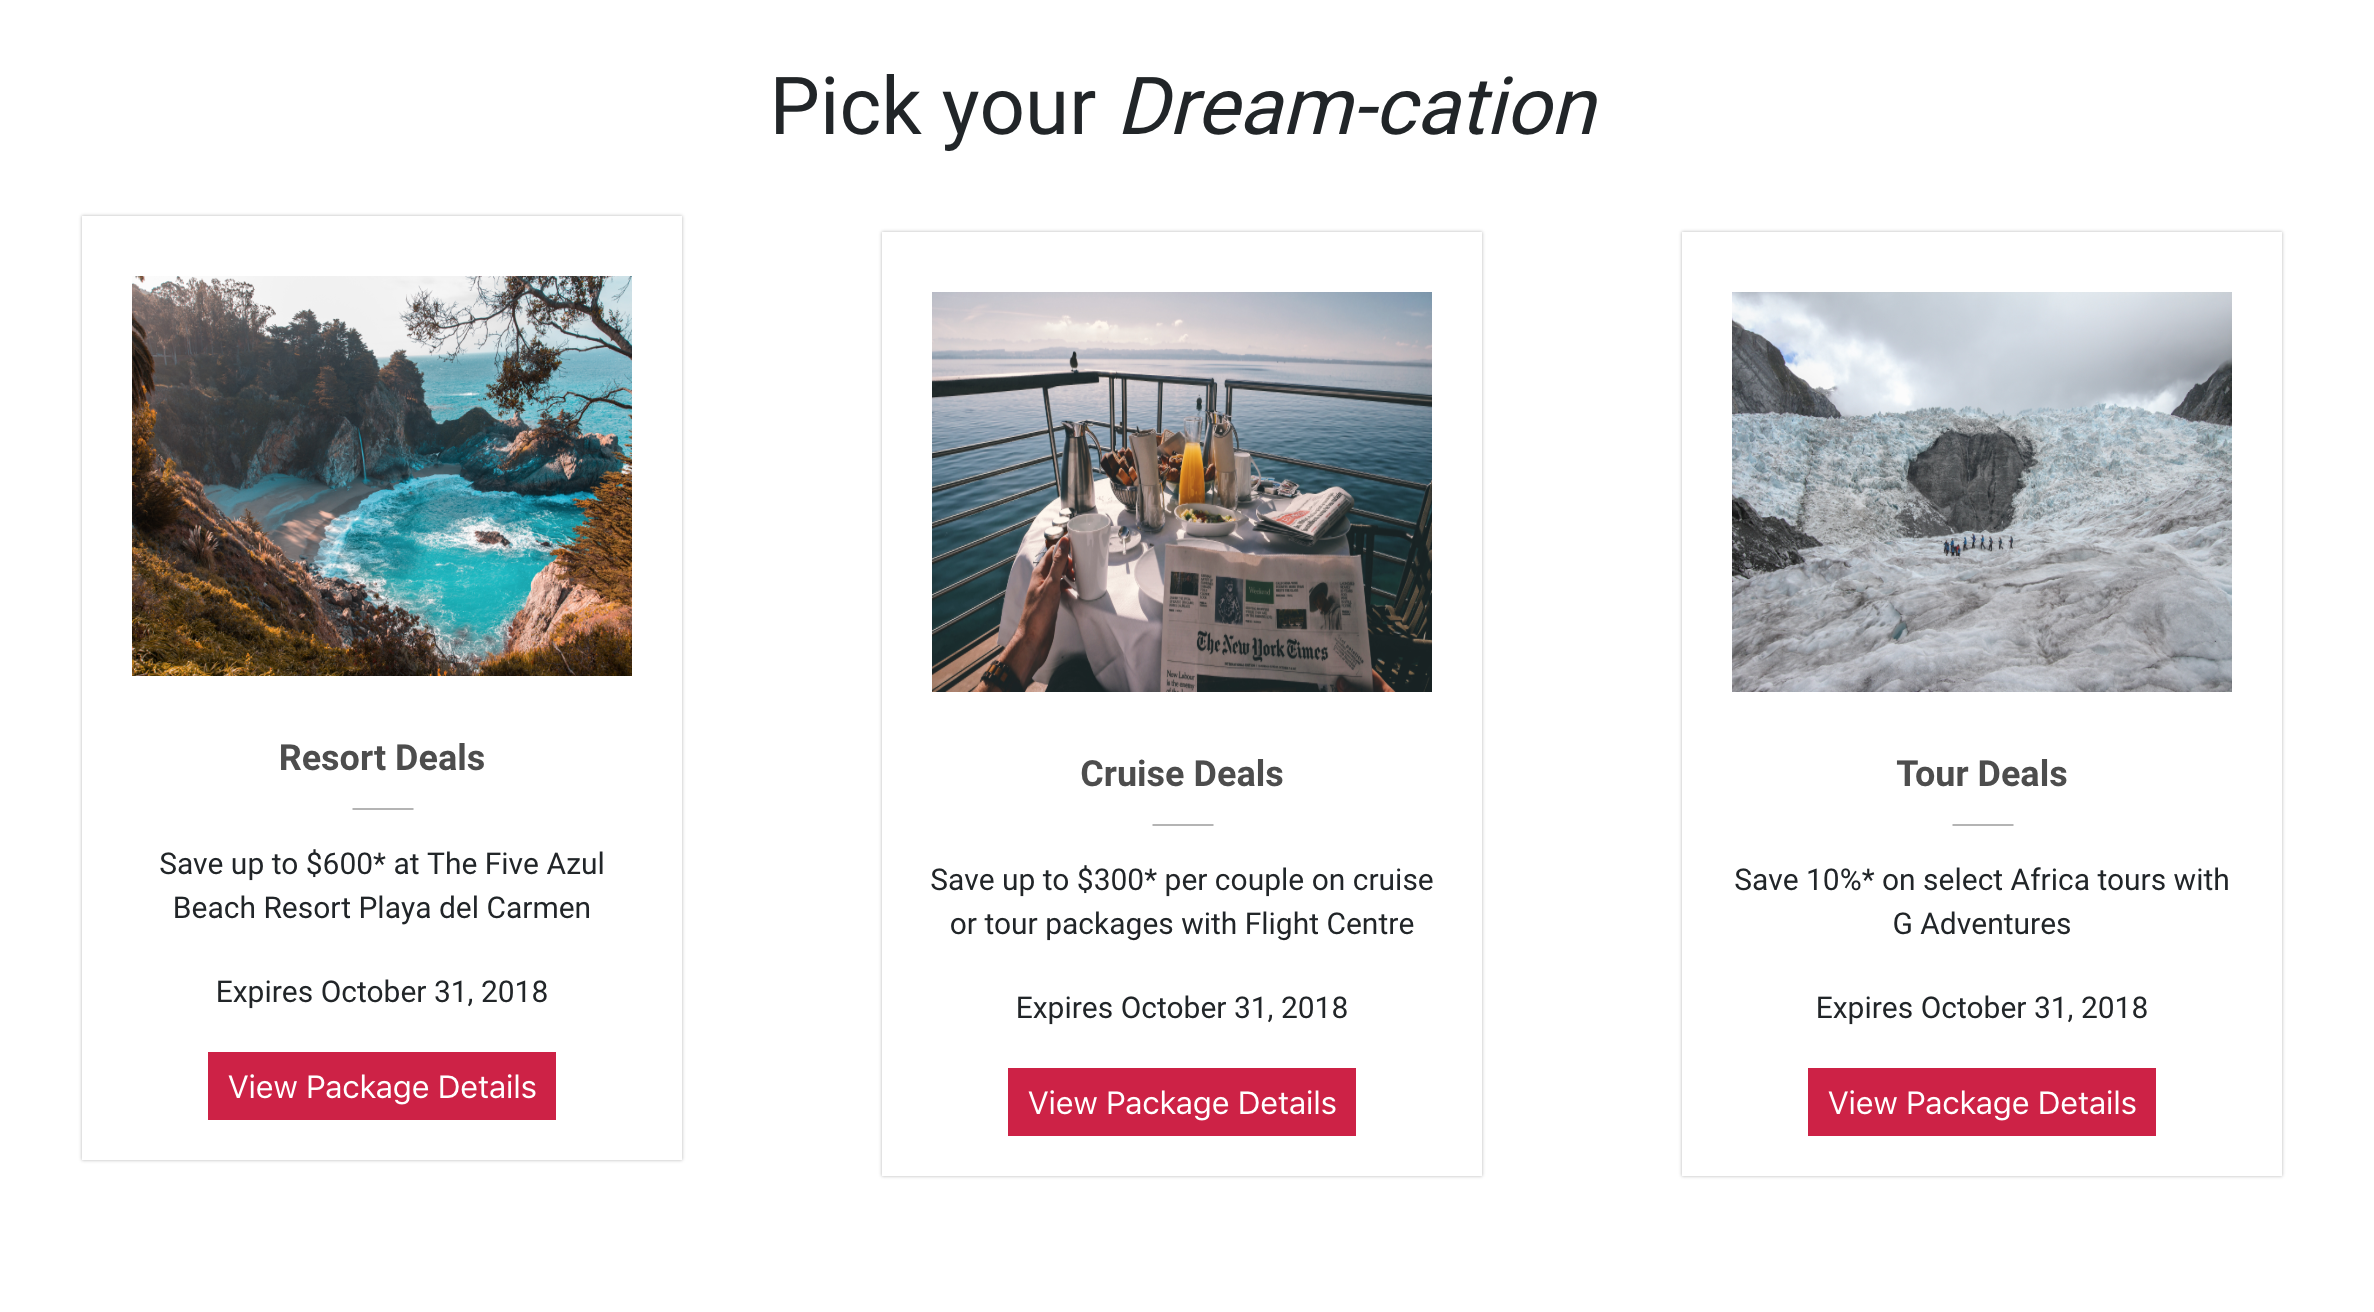 Pick your Dream-cation
Resort Deals
Save up to $600* at The Five Azul
Beach Resort Playa del Carmen
Expires October 31, 2018
View Package Details
The New York Times
Weekend
Cruise Deals
Save up to $300* per couple on cruise
or tour packages with Flight Centre
Expires October 31, 2018
View Package Details
Tour Deals
Save 10%* on select Africa tours with
G Adventures
Expires October 31, 2018
View Package Details